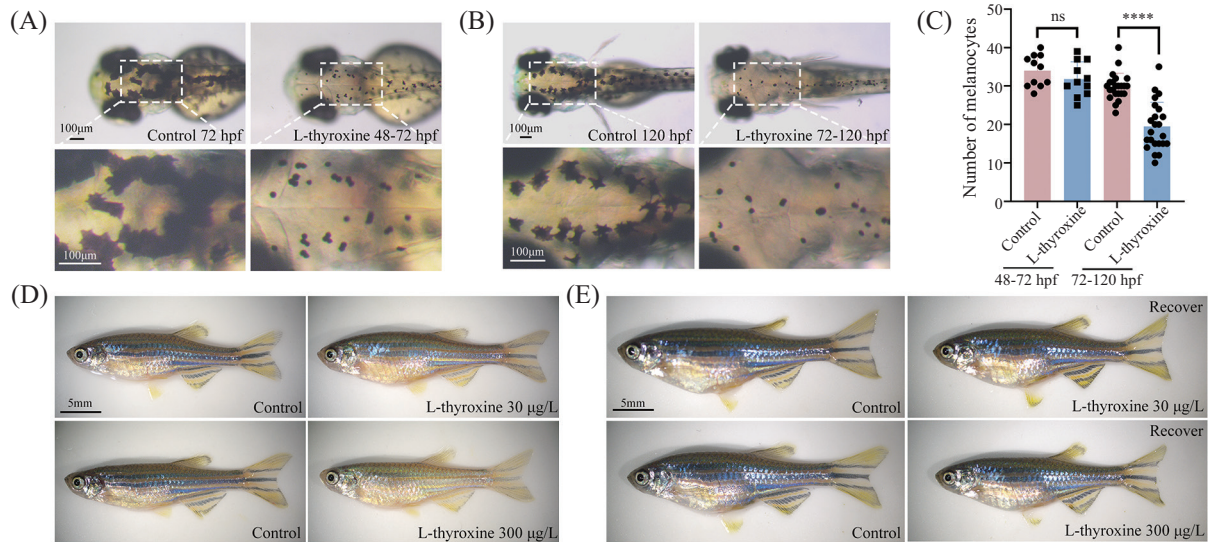 (A)
Control 72 hpf
100μm
L-thyroxine 48-72 hpf
100μm
(B)
Control 120 hpf
100μm
L-thyroxine 72-120 hpf
100μm
(C)
Number of melanocytes
50
40
30
20
10
0
ns
****
Control
L-thyroxine
Control
L-thyroxine
48-72 hpf
72-120 hpf
(D)
5mm
Control
L-thyroxine 30 μg/L
Control
L-thyroxine 300 μg/L
(E)
5mm
Control
Recover
L-thyroxine 30 μg/L
Control
Recover
L-thyroxine 300 μg/L